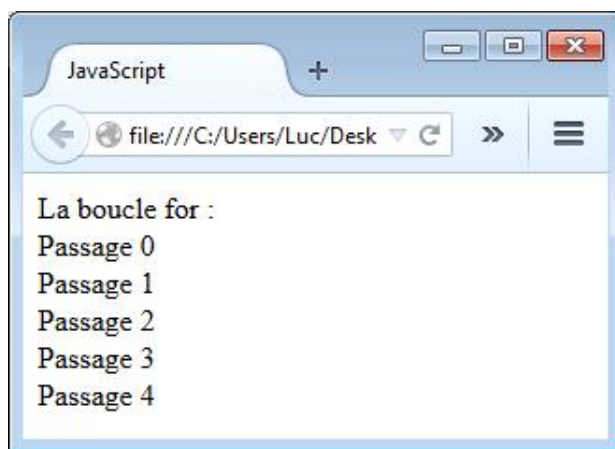 JavaScript
file:///C:/Users/Luc/Desk
La boucle for :
Passage 0
Passage 1
Passage 2
Passage 3
Passage 4